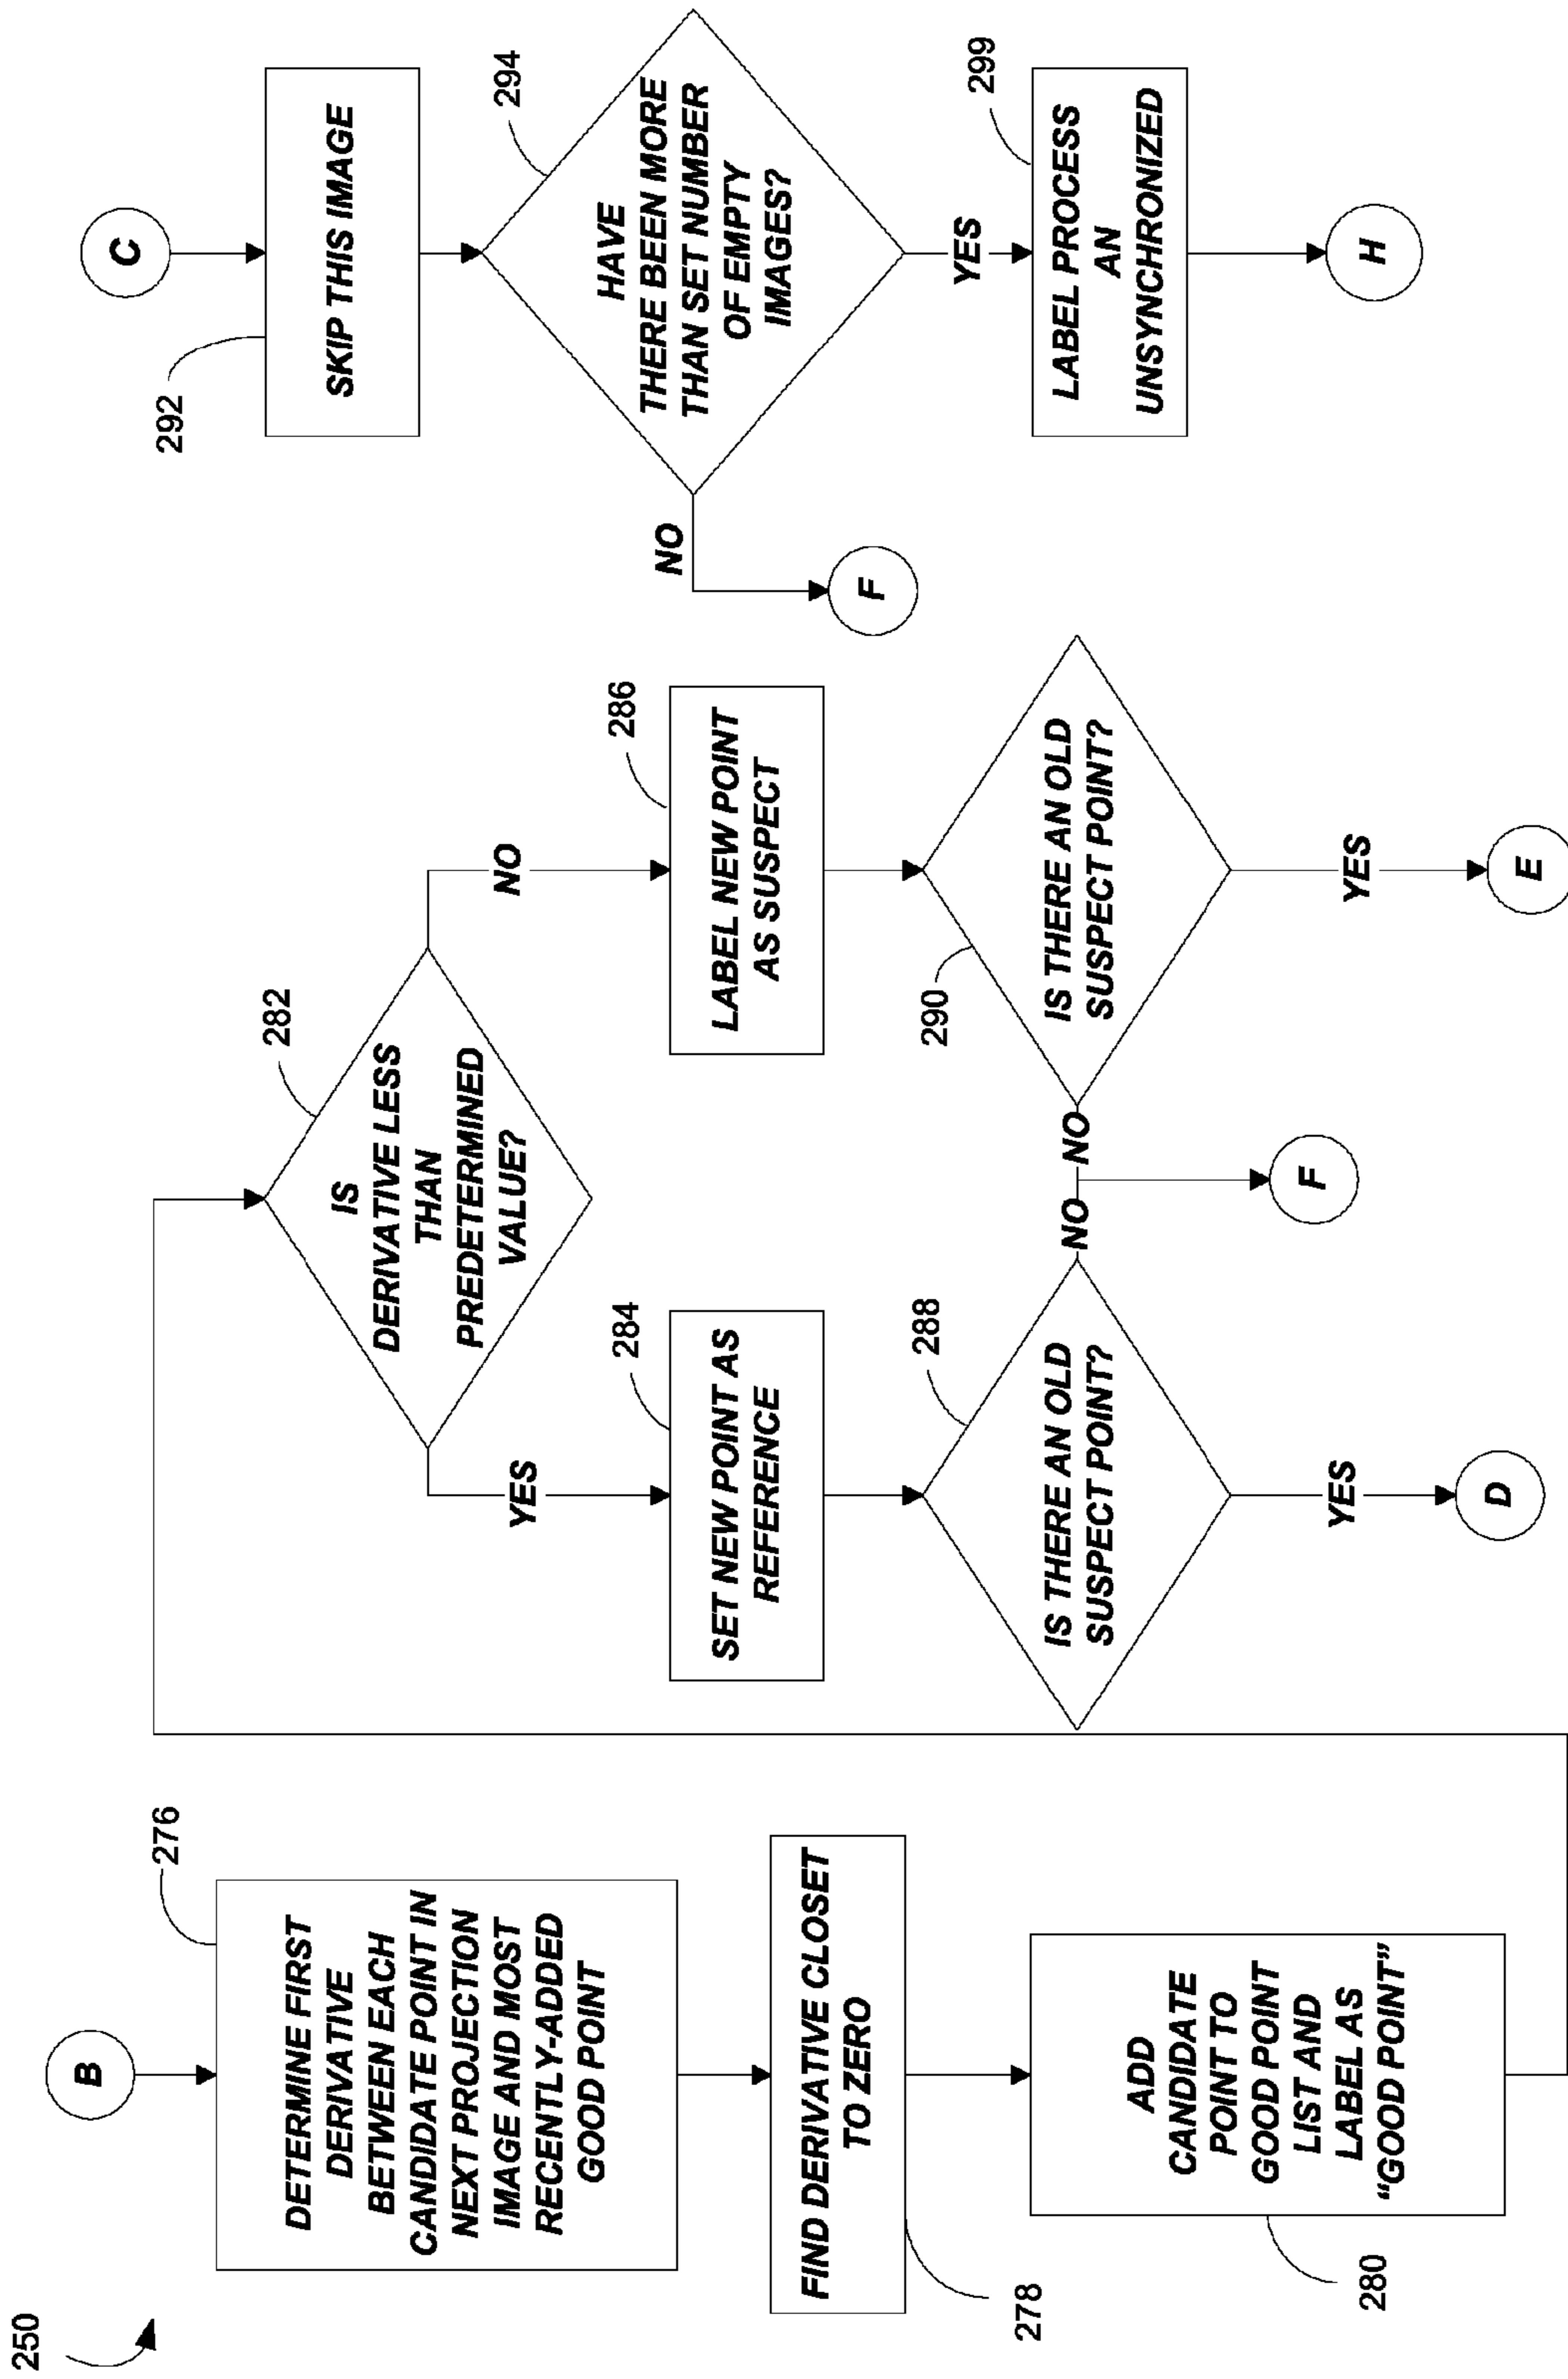 250
B
276
DETERMINE FIRST
DERIVATIVE
BETWEEN EACH
CANDIDATE POINT IN
NEXT PROJECTION
IMAGE AND MOST
RECENTLY-ADDED
GOOD POINT
FIND DERIVATIVE CLOSET
TO ZERO
278
ADD
CANDIDATE
POINT TO
GOOD POINT
LIST AND
LABEL AS
“GOOD POINT”
280
282
IS
DERIVATIVE LESS
THAN
PREDETERMINED
VALUE?
YES
NO
284
SET NEW POINT AS
REFERENCE
286
LABEL NEW POINT
AS SUSPECT
288
IS THERE AN OLD
SUSPECT POINT?
NO
NO
290
IS THERE AN OLD
SUSPECT POINT?
F
YES
D
YES
E
C
292
SKIP THIS IMAGE
294
HAVE
THERE BEEN MORE
THAN SET NUMBER
OF EMPTY
IMAGES?
NO
F
YES
299
LABEL PROCESS
AN
UNSYNCHRONIZED
H